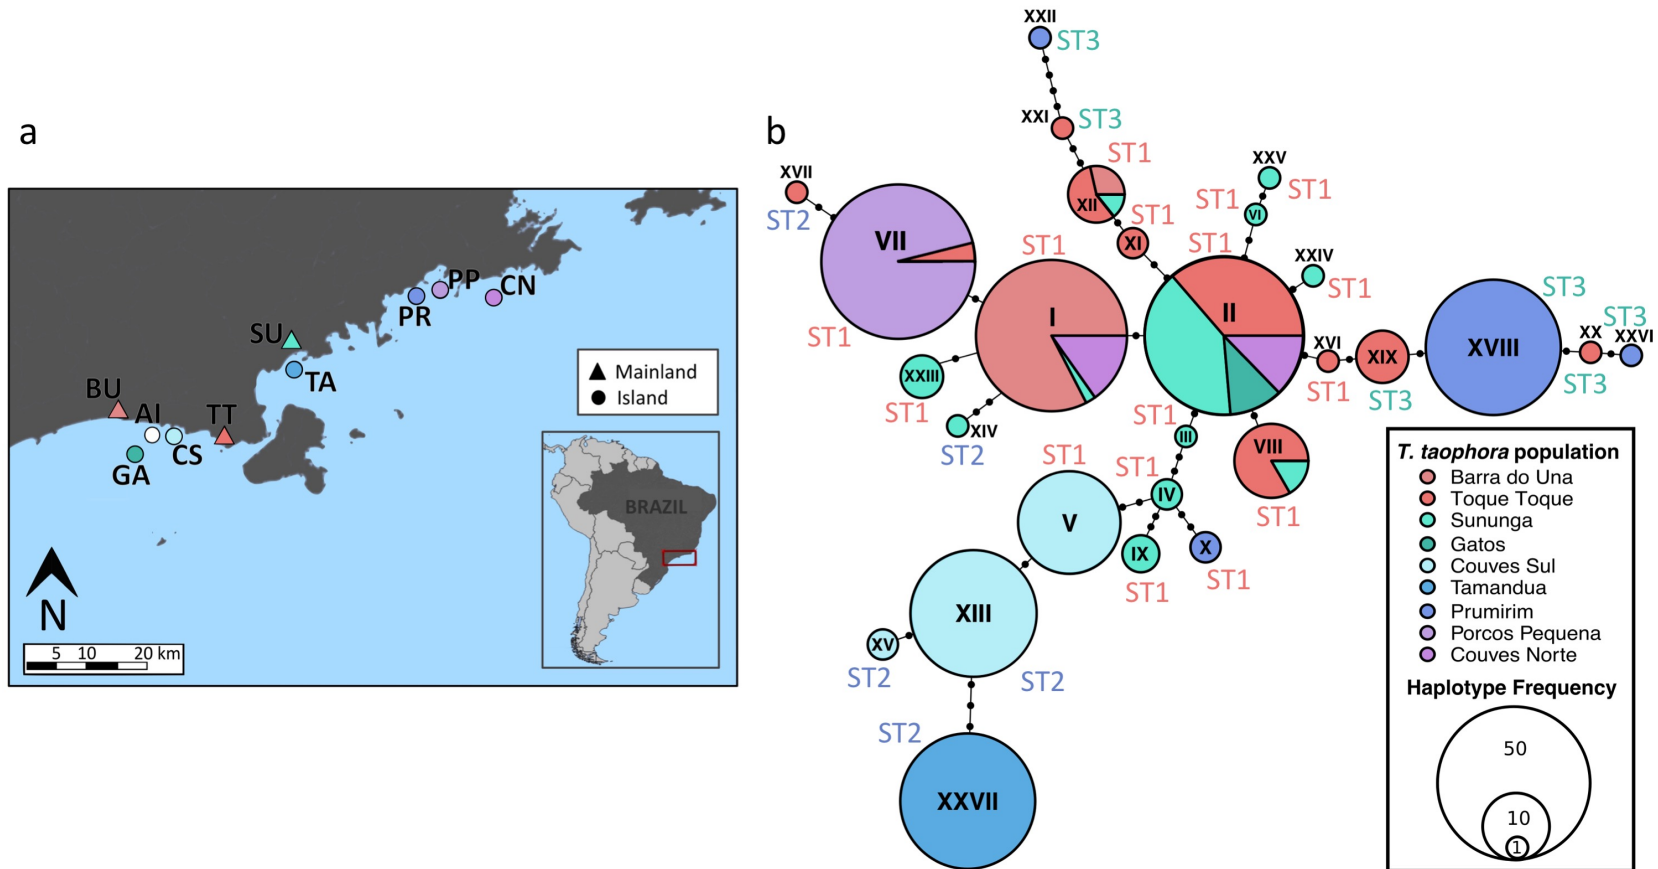 a
PP
CN
PR
SU
TA
BU
AI
TT
CS
GA
Mainland
Island
BRAZIL
N
5 10 20 km
b
XXII
ST3
XXI
ST3
ST1
XII
XVII
ST2
VII
ST1
ST1
XI
ST1
I
XXV
ST1
ST1
VI
ST1
XXIV
ST1
II
XXIII
ST1
XIV
ST2
XVI
ST1
XIX
ST3
XVIII
ST3
XX
ST3
XXVI
ST3
ST1
III
VIII
ST1
ST1
IV
ST1
V
IX
ST1
X
ST1
XIII
ST2
XV
ST2
ST2
XXVII
T. taophora population
Barra do Una
Toque Toque
Sununga
Gatos
Couves Sul
Tamandua
Prumirim
Porcos Pequena
Couves Norte
Haplotype Frequency
50
10
1